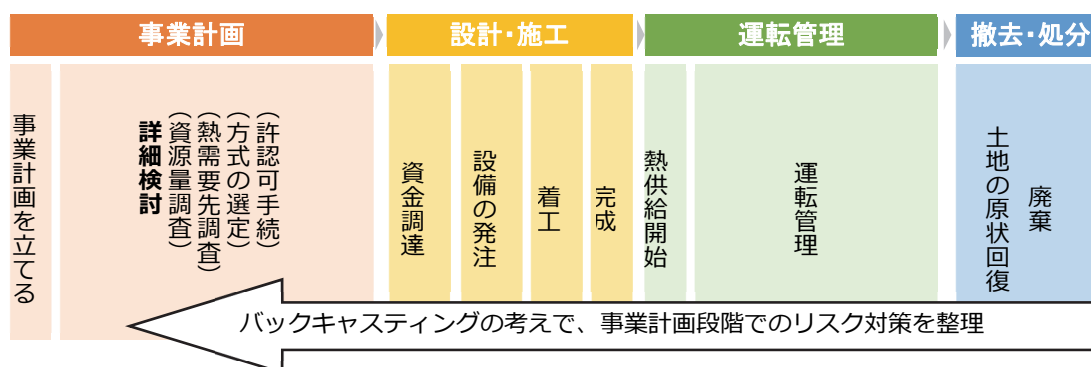 事業計画
設計・施工
運転管理
撤去・処分
事業計画を立てる
（許認可手続）
（方式の選定）
（熱需要先調査）
（資源量調査）
詳細検討
資金調達
設備の発注
着工
完成
熱供給開始
運転管理
廃棄
土地の原状回復
バックキャスティングの考えで、事業計画段階でのリスク対策を整理